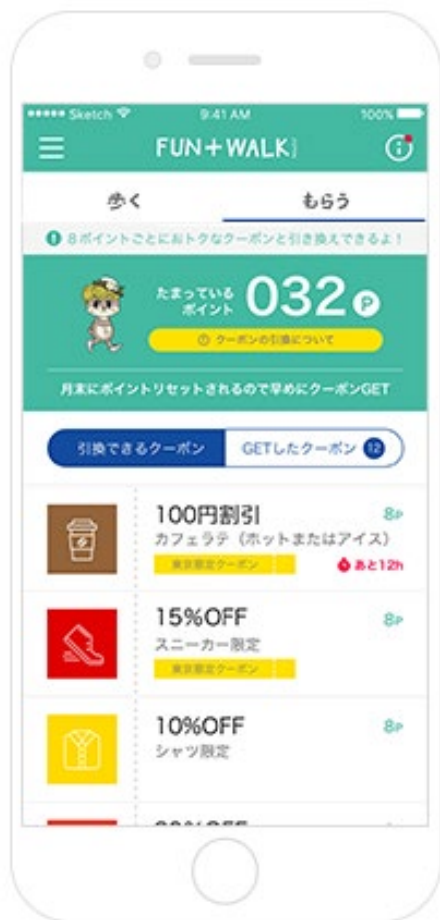 Sketch 9:41 AM 100%
FUN+WALK
歩く もらう
8ポイントごとにおトクなクーポンと引き換えできるよ!
たまっている
ポイント 032 P
クーポンの引換について
月末にポイントリセットされるので早めにクーポンGET
引換できるクーポン GETしたクーポン 12
100円割引 8P
カフェラテ(ホットまたはアイス)
東京限定クーポン あと12h
15%OFF 8P
スニーカー限定
東京限定クーポン
10%OFF 8P
シャツ限定